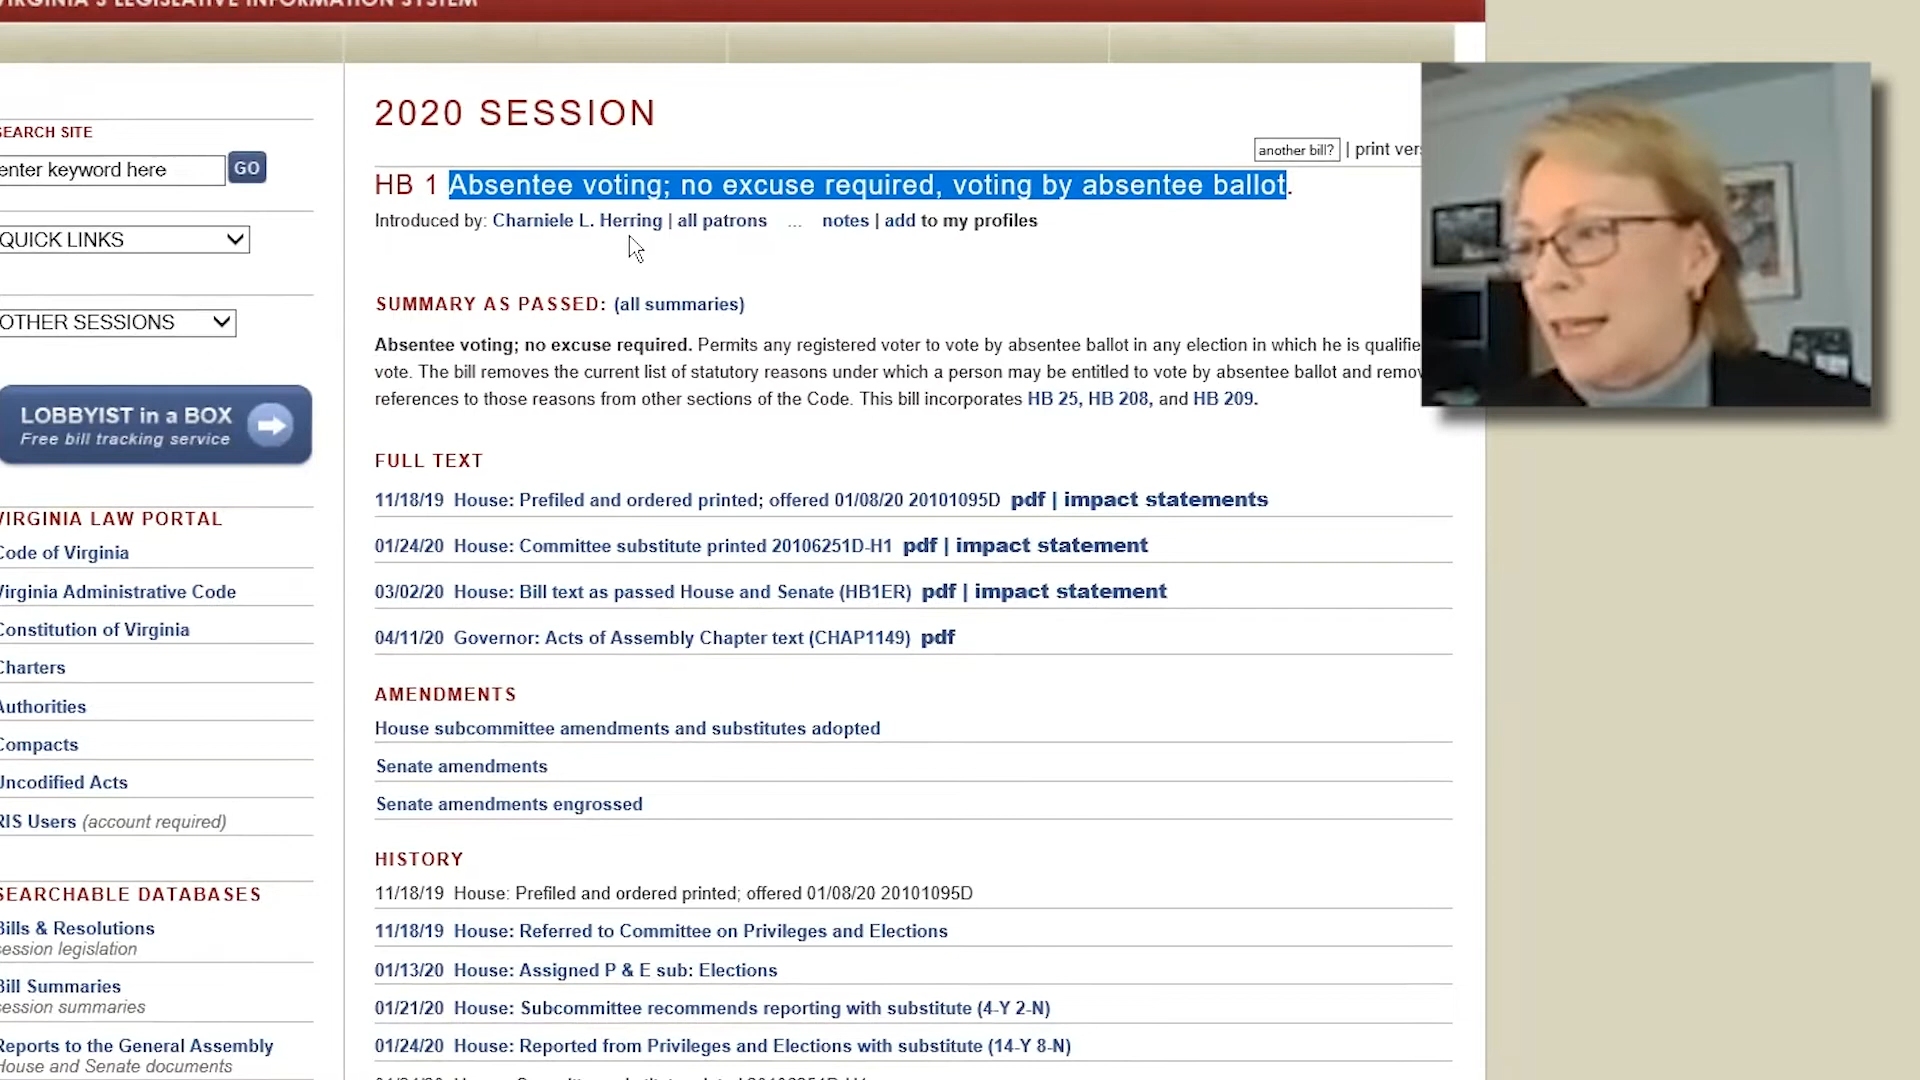 VIRGINIA'S LEGISLATIVE INFORMATION SYSTEM
SEARCH SITE
enter keyword here GO
QUICK LINKS
OTHER SESSIONS
LOBBYIST in a BOX
Free bill tracking service
VIRGINIA LAW PORTAL
Code of Virginia
Virginia Administrative Code
Constitution of Virginia
Charters
Authorities
Compacts
Uncodified Acts
RIS Users (account required)
SEARCHABLE DATABASES
Bills & Resolutions
session legislation
Bill Summaries
session summaries
Reports to the General Assembly
House and Senate documents
2020 SESSION
another bill? | print ver
HB 1 Absentee voting; no excuse required, voting by absentee ballot.
Introduced by: Charniele L. Herring | all patrons ... notes | add to my profiles
SUMMARY AS PASSED: (all summaries)
Absentee voting; no excuse required. Permits any registered voter to vote by absentee ballot in any election in which he is qualifie
vote. The bill removes the current list of statutory reasons under which a person may be entitled to vote by absentee ballot and remov
references to those reasons from other sections of the Code. This bill incorporates HB 25, HB 208, and HB 209.
FULL TEXT
11/18/19 House: Prefiled and ordered printed; offered 01/08/20 20101095D pdf | impact statements
01/24/20 House: Committee substitute printed 20106251D-H1 pdf | impact statement
03/02/20 House: Bill text as passed House and Senate (HB1ER) pdf | impact statement
04/11/20 Governor: Acts of Assembly Chapter text (CHAP1149) pdf
AMENDMENTS
House subcommittee amendments and substitutes adopted
Senate amendments
Senate amendments engrossed
HISTORY
11/18/19 House: Prefiled and ordered printed; offered 01/08/20 20101095D
11/18/19 House: Referred to Committee on Privileges and Elections
01/13/20 House: Assigned P & E sub: Elections
01/21/20 House: Subcommittee recommends reporting with substitute (4-Y 2-N)
01/24/20 House: Reported from Privileges and Elections with substitute (14-Y 8-N)